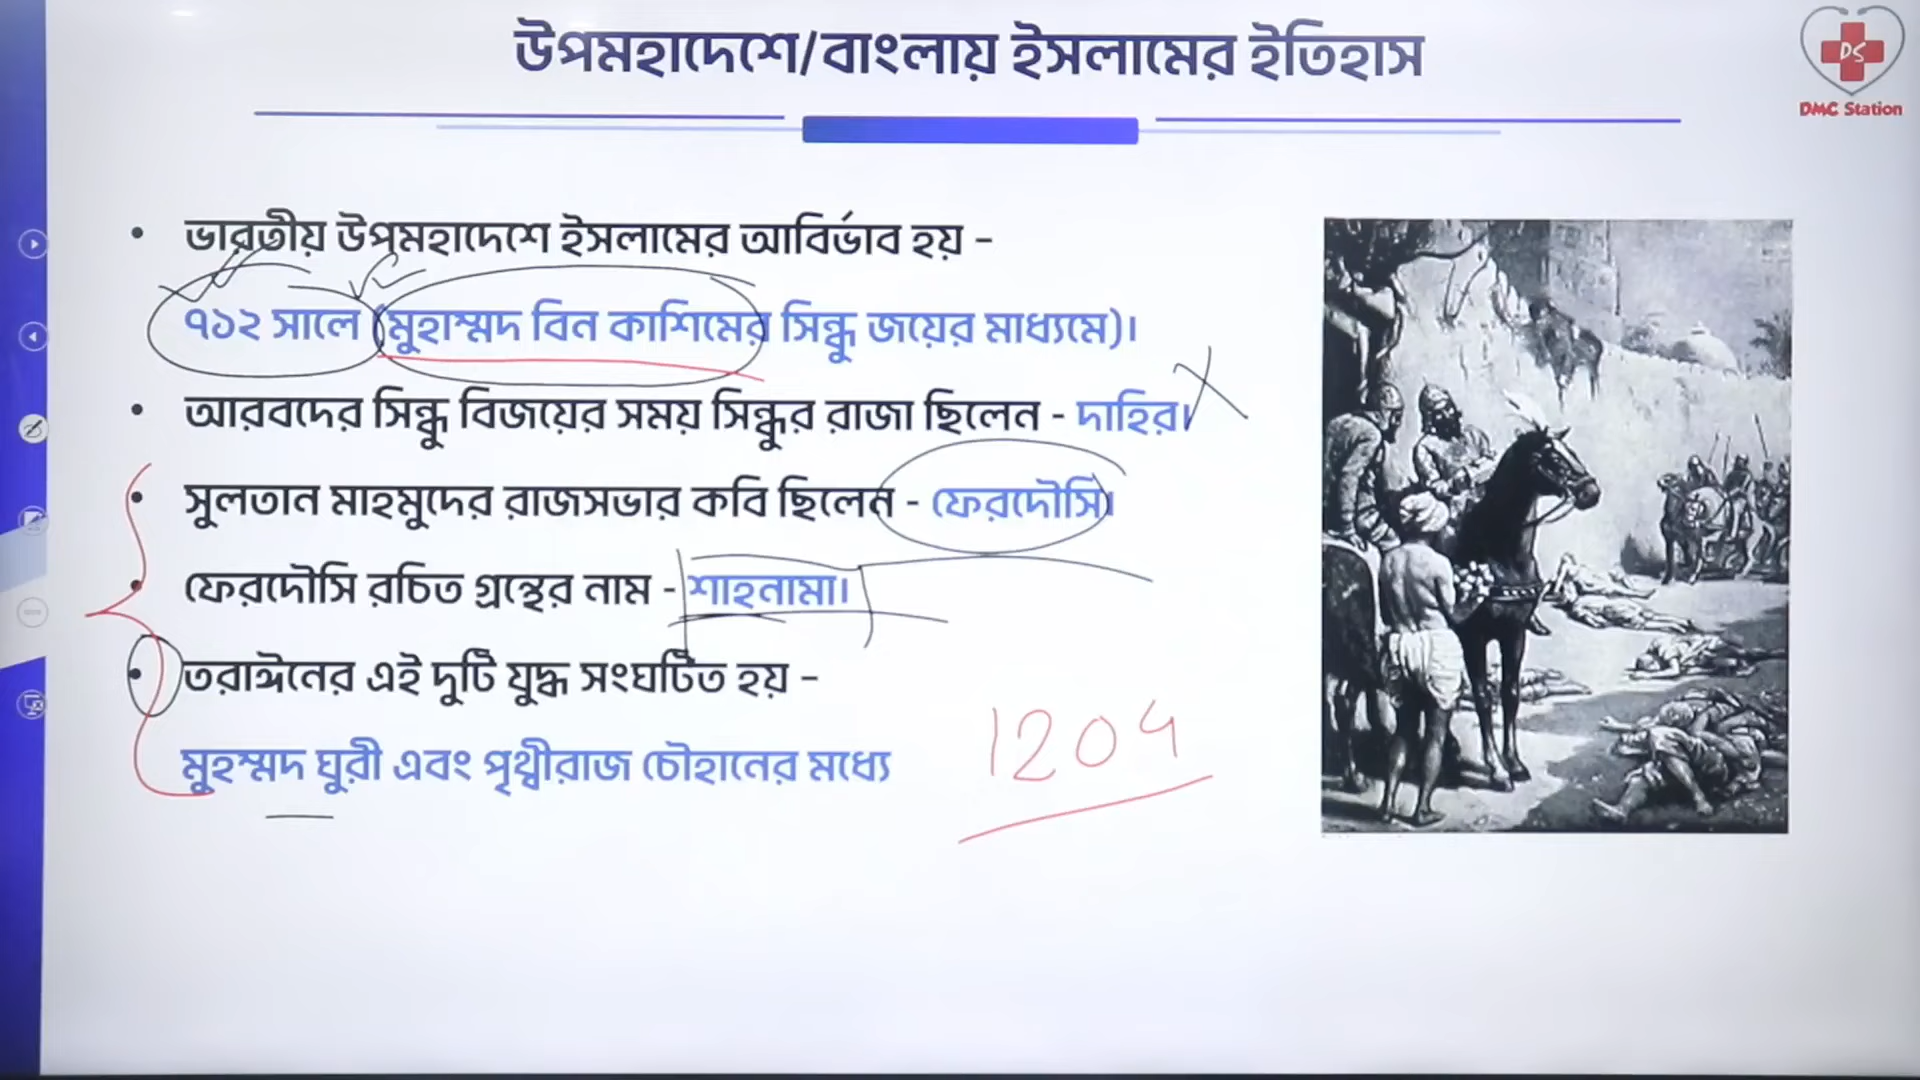 উপমহাদেশে/বাংলায় ইসলামের ইতিহাস
DS
DMC Station
• ভারতীয় উপমহাদেশে ইসলামের আবির্ভাব হয় –
৭১২ সালে (মুহাম্মদ বিন কাশিমের সিন্ধু জয়ের মাধ্যমে)।
• আরবদের সিন্ধু বিজয়ের সময় সিন্ধুর রাজা ছিলেন - দাহির।
• সুলতান মাহমুদের রাজসভার কবি ছিলেন - ফেরদৌসি।
• ফেরদৌসি রচিত গ্রন্থের নাম - শাহনামা।
• তরাঈনের এই দুটি যুদ্ধ সংঘটিত হয় –
মুহম্মদ ঘুরী এবং পৃথ্বীরাজ চৌহানের মধ্যে
1204